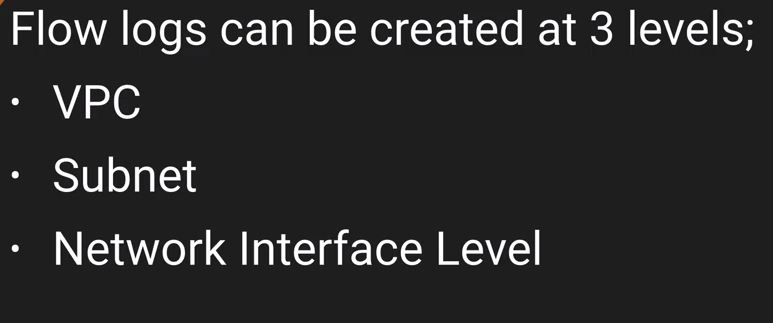 Flow logs can be created at 3 levels;
• VPC
• Subnet
• Network Interface Level